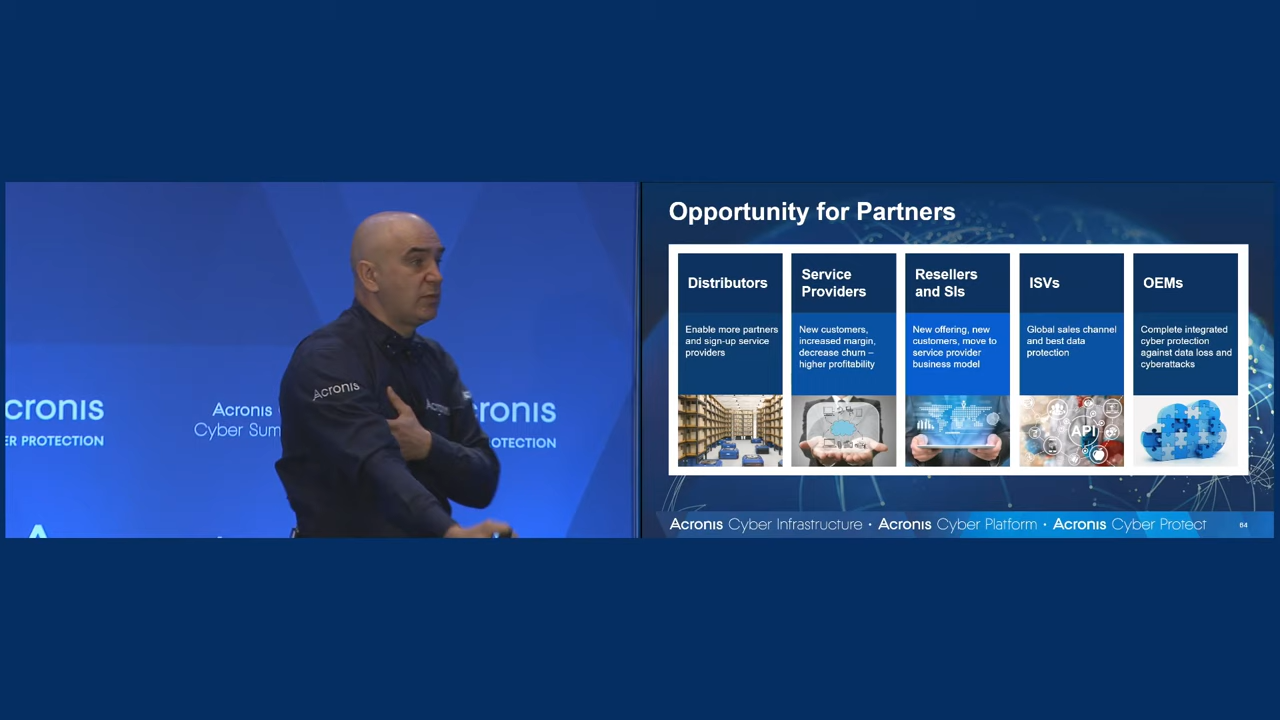 cronis
ER PROTECTION
Acronis
Cyber Sum
Acronis
Acronis
cronis
OTECTION
Opportunity for Partners
Distributors
Enable more partners
and sign-up service
providers
Service
Providers
New customers,
increased margin,
decrease churn –
higher profitability
Resellers
and SIs
New offering, new
customers, move to
service provider
business model
ISVs
Global sales channel
and best data
protection
API
OEMs
Complete integrated
cyber protection
against data loss and
cyberattacks
Acronis Cyber Infrastructure · Acronis Cyber Platform · Acronis Cyber Protect
64